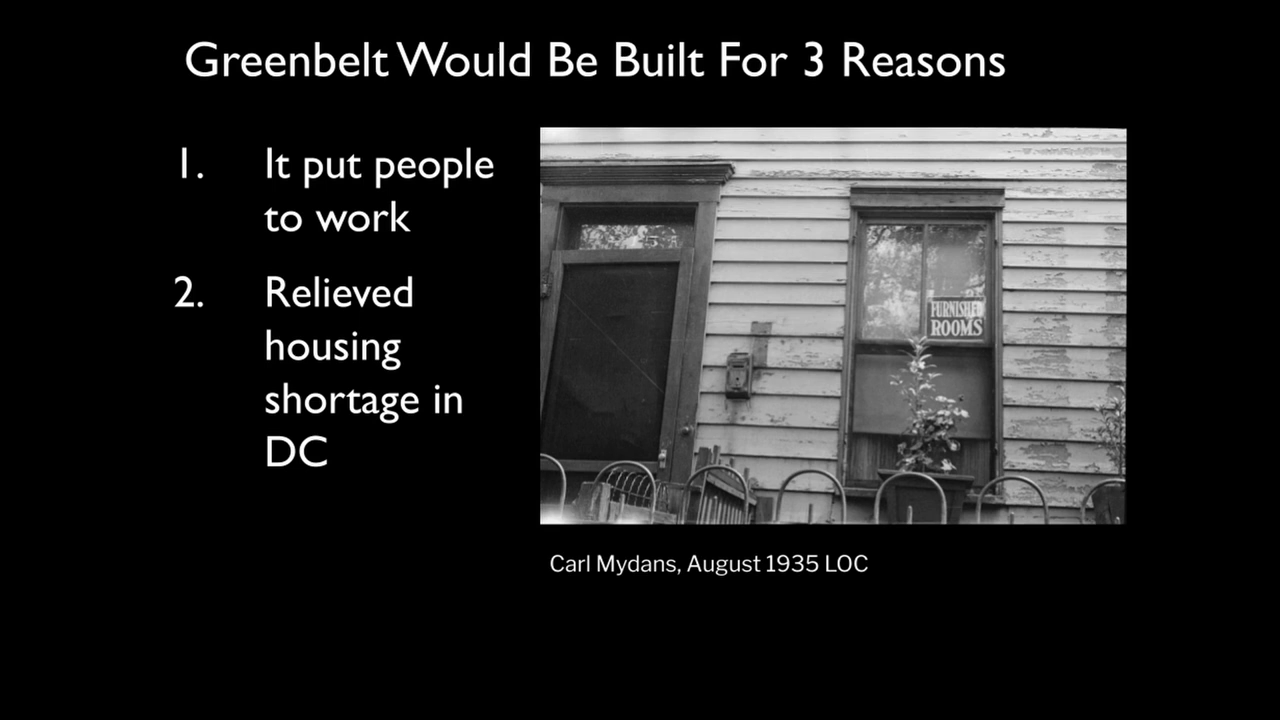 Greenbelt Would Be Built For 3 Reasons
1. It put people
to work
2. Relieved
housing
shortage in
DC
FURNISHED
ROOMS
Carl Mydans, August 1935 LOC